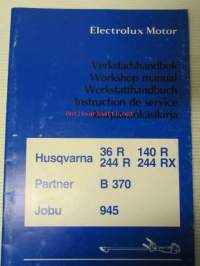 Electrolux Motor
Verkstadshandbok
Workshop manual
Werkstatthandbuch
Instruction de service
Husqvarna 36 R 140 R
244 R 244 RX
Partner B 370
Jobu 945